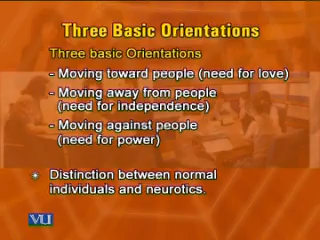 Three Basic Orientations
Three basic Orientations
- Moving toward people (need for love)
- Moving away from people
(need for independence)
- Moving against people
(need for power)
* Distinction between normal
individuals and neurotics.
VU